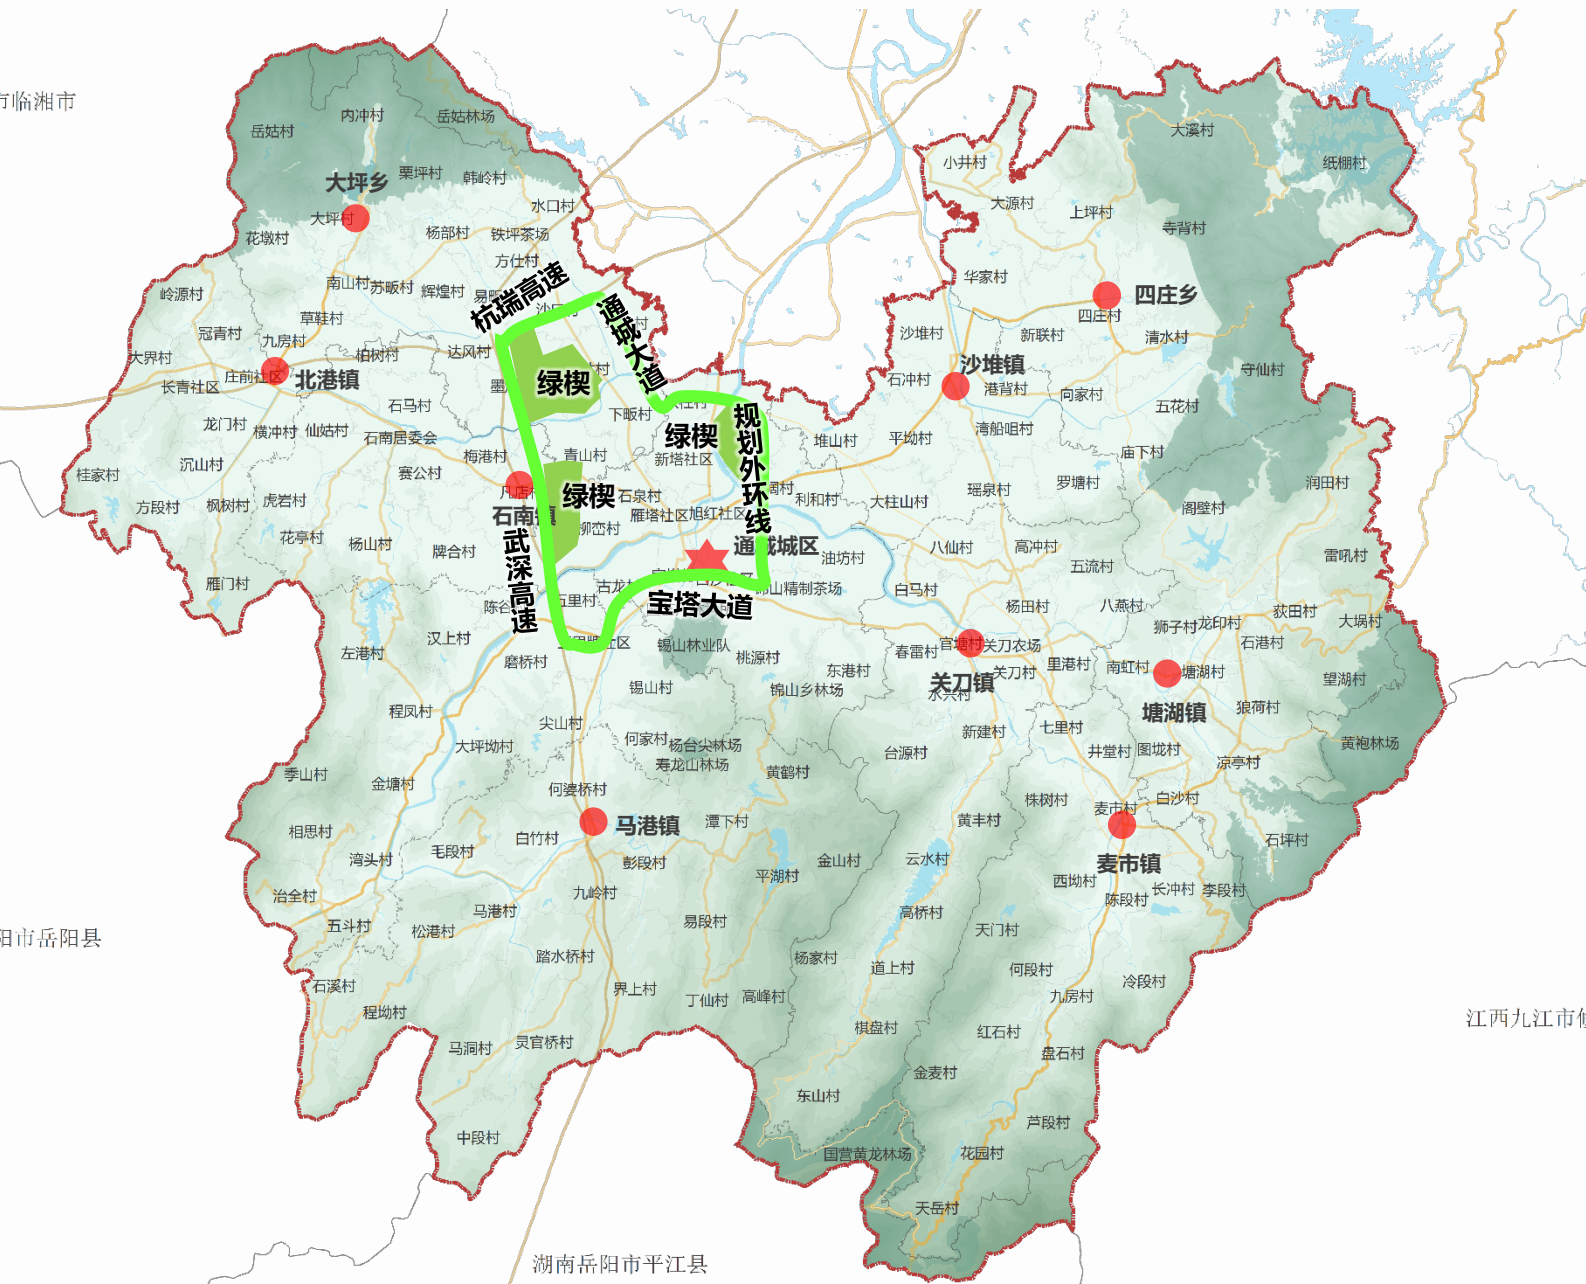 市临湘市
内冲村
岳姑林场
岳姑村
大溪村
小井村
纸棚村
栗坪村
韩岭村
大坪乡
大坪村
水口村
大源村
上坪村
寺背村
花墩村
杨部村
铁坪茶场
方仕村
华家村
南山村
苏畈村
辉煌村
岭源村
杭瑞高速
通城大道
四庄乡
四庄村
草鞋村
冠青村
九房村
沙堆村
新联村
清水村
大界村
柏树村
达风村
沙堆镇
守仙村
长青社区
庄前社区
北港镇
绿楔
石冲村
港背村
向家村
石马村
下畈村
五花村
龙门村
横冲村
仙姑村
石南居委会
绿楔
规划外环线
堆山村
平坳村
湾船咀村
庙下村
沉山村
梅港村
青山村
新塔社区
桂家村
赛公村
润田村
方段村
枫树村
虎岩村
绿楔
石泉村
利和村
大柱山村
瑶泉村
罗塘村
阁壁村
石南镇
雁塔社区
旭红社区
柳峦村
花亭村
杨山村
牌合村
武深高速
通城城区
油坊村
八仙村
高冲村
五流村
雷吼村
雁门村
五里村
宝塔大道
锦山精制茶场
白马村
杨田村
八燕村
荻田村
大埚村
狮子村
龙印村
石港村
汉上村
左港村
磨桥村
锡山林业队
桃源村
东港村
春雷村
官塘村
关刀农场
关刀村
里港村
南虹村
塘湖村
望湖村
关刀镇
水兴村
锡山村
锦山乡林场
塘湖镇
狼荷村
程凤村
尖山村
新建村
七里村
何家村
杨台尖林场
大坪坳村
寿龙山林场
台源村
井堂村
图垅村
黄袍林场
凉亭村
季山村
金塘村
黄鹤村
何婆桥村
株树村
白沙村
麦市村
相思村
白竹村
马港镇
潭下村
黄丰村
石坪村
湾头村
毛段村
彭段村
金山村
云水村
麦市镇
平湖村
西坳村
长冲村
李段村
陈段村
治全村
九岭村
马港村
高桥村
易段村
五斗村
松港村
天门村
踏水桥村
杨家村
道上村
何段村
冷段村
阳市岳阳县
石溪村
界上村
丁仙村
高峰村
九房村
程坳村
棋盘村
红石村
江西九江市修
马洞村
灵官桥村
盘石村
金麦村
东山村
芦段村
中段村
国营黄龙林场
花园村
天岳村
湖南岳阳市平江县